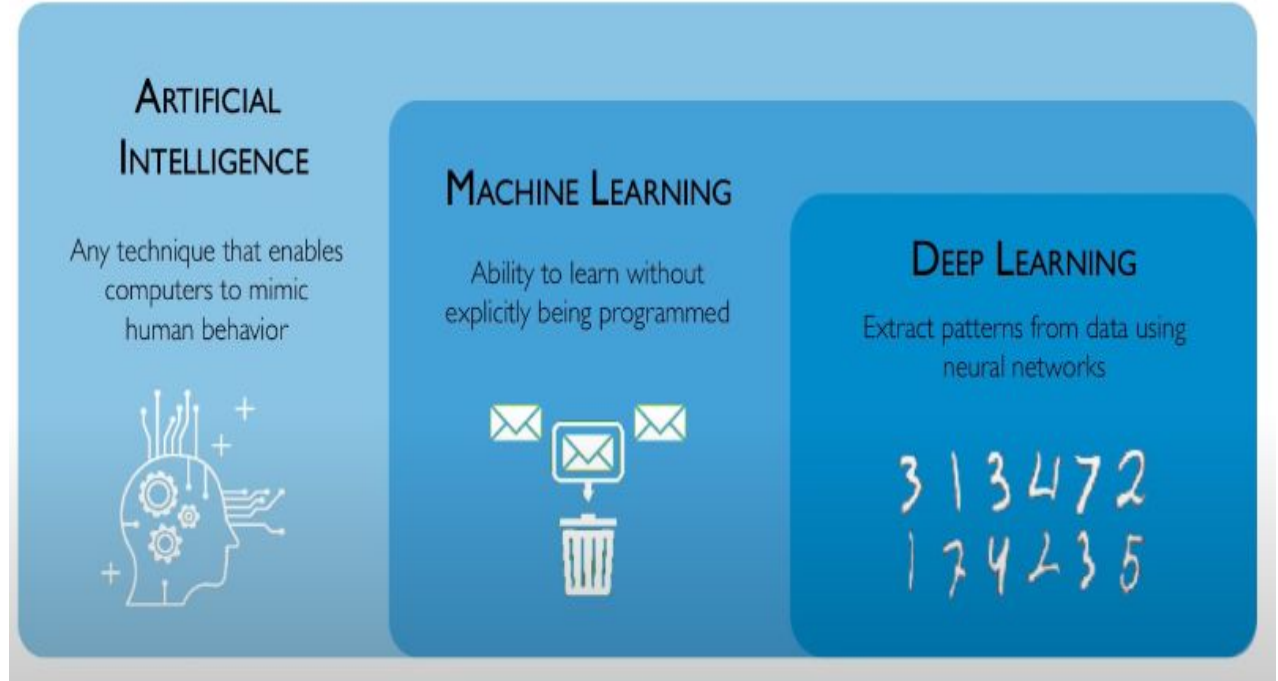 ARTIFICIAL
INTELLIGENCE
Any technique that enables
computers to mimic
human behavior
MACHINE LEARNING
Ability to learn without
explicitly being programmed
DEEP LEARNING
Extract patterns from data using
neural networks
3 1 3 4 7 2
1 7 4 2 3 5